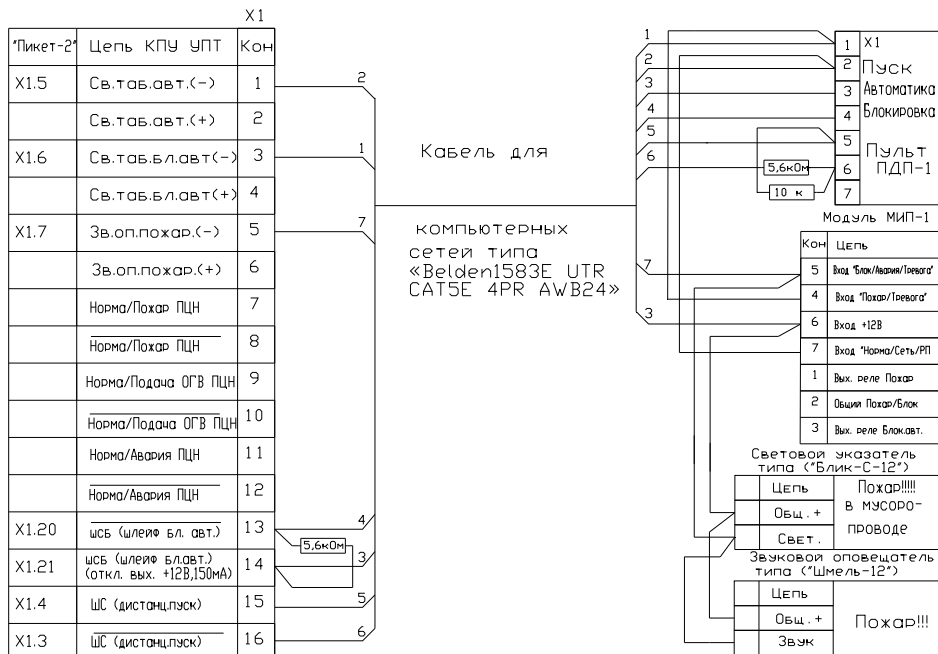 X1
"Пикет-2" Цепь КПУ УПТ Кон
X1.5 Св.таб.авт.(-) 1
Св.таб.авт.(+) 2
X1.6 Св.таб.бл.авт(-) 3
Св.таб.бл.авт(+) 4
X1.7 Зв.оп.пожар.(-) 5
Зв.оп.пожар.(+) 6
Норма/Пожар ПЦН 7
Норма/Пожар ПЦН 8
Норма/Подача ОГВ ПЦН 9
Норма/Подача ОГВ ПЦН 10
Норма/Авария ПЦН 11
Норма/Авария ПЦН 12
X1.20 шсб (шлейф бл. авт.) 13
X1.21 шсб (шлейф бл.авт.) 14
(откл. вых. +12В,150мА)
X1.4 ШС (дистанц.пуск) 15
X1.3 ШС (дистанц.пуск) 16
2
1
7
4
5,6кОм
3
5
6
Кабель для
компьютерных
сетей типа
«Belden1583E UTR
CAT5E 4PR AWB24»
1
2
3
4
5
6
7
3
1 X1
2 Пуск
3 Автоматика
4 Блокировка
5
6
7
Пульт
ПДП-1
5,6кОм
10 к
Модуль МИП-1
Кон Цепь
5 Вход "Блок/Авария/Тревога"
4 Вход "Пожар/Тревога"
6 Вход +12В
7 Вход "Норма/Сеть/РП
1 Вых. реле Пожар
2 Общий Пожар/Блок
3 Вых. реле Блок.авт.
Световой указатель
типа ("Блик-С-12")
Цепь
Общ.+
Свет.
Пожар!!!!!
в мусоро-
проводе
Звуковой оповещатель
типа ("Шмель-12")
Цепь
Общ.+
Звук
Пожар!!!